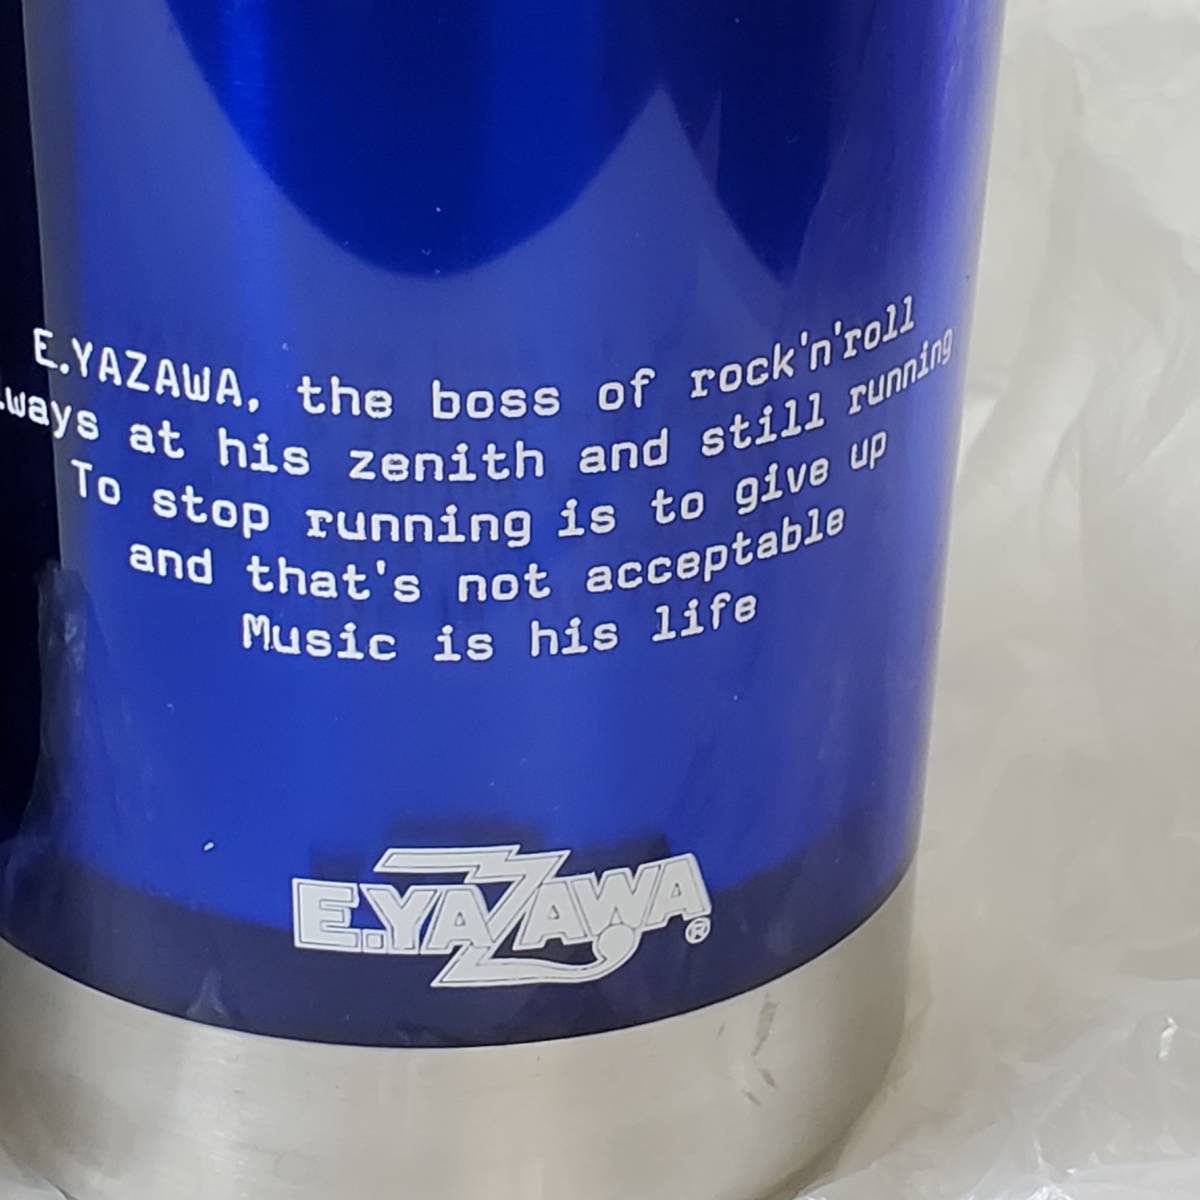 E.YAZAWA, the boss of rock'n'roll
lways at his zenith and still running
To stop running is to give up
and that's not acceptable
Music is his life
E.YAZAWA®